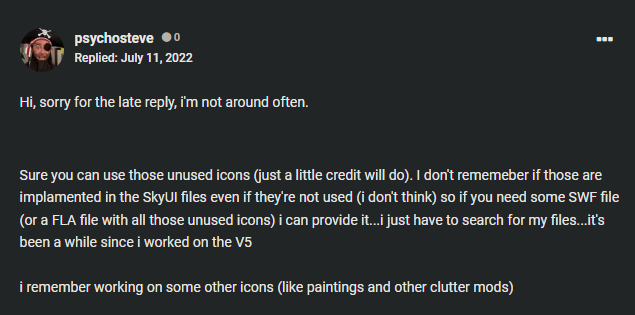 psychosteve 0
Replied: July 11, 2022
Hi, sorry for the late reply, i'm not around often.
Sure you can use those unused icons (just a little credit will do). I don't rememeber if those are
implamented in the SkyUI files even if they're not used (i don't think) so if you need some SWF file
(or a FLA file with all those unused icons) i can provide it...i just have to search for my files...it's
been a while since i worked on the V5
i remember working on some other icons (like paintings and other clutter mods)